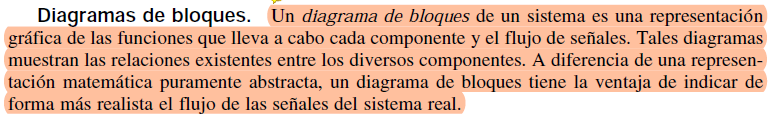 Diagramas de bloques. Un diagrama de bloques de un sistema es una representación
gráfica de las funciones que lleva a cabo cada componente y el flujo de señales. Tales diagramas
muestran las relaciones existentes entre los diversos componentes. A diferencia de una represen-
tación matemática puramente abstracta, un diagrama de bloques tiene la ventaja de indicar de
forma más realista el flujo de las señales del sistema real.